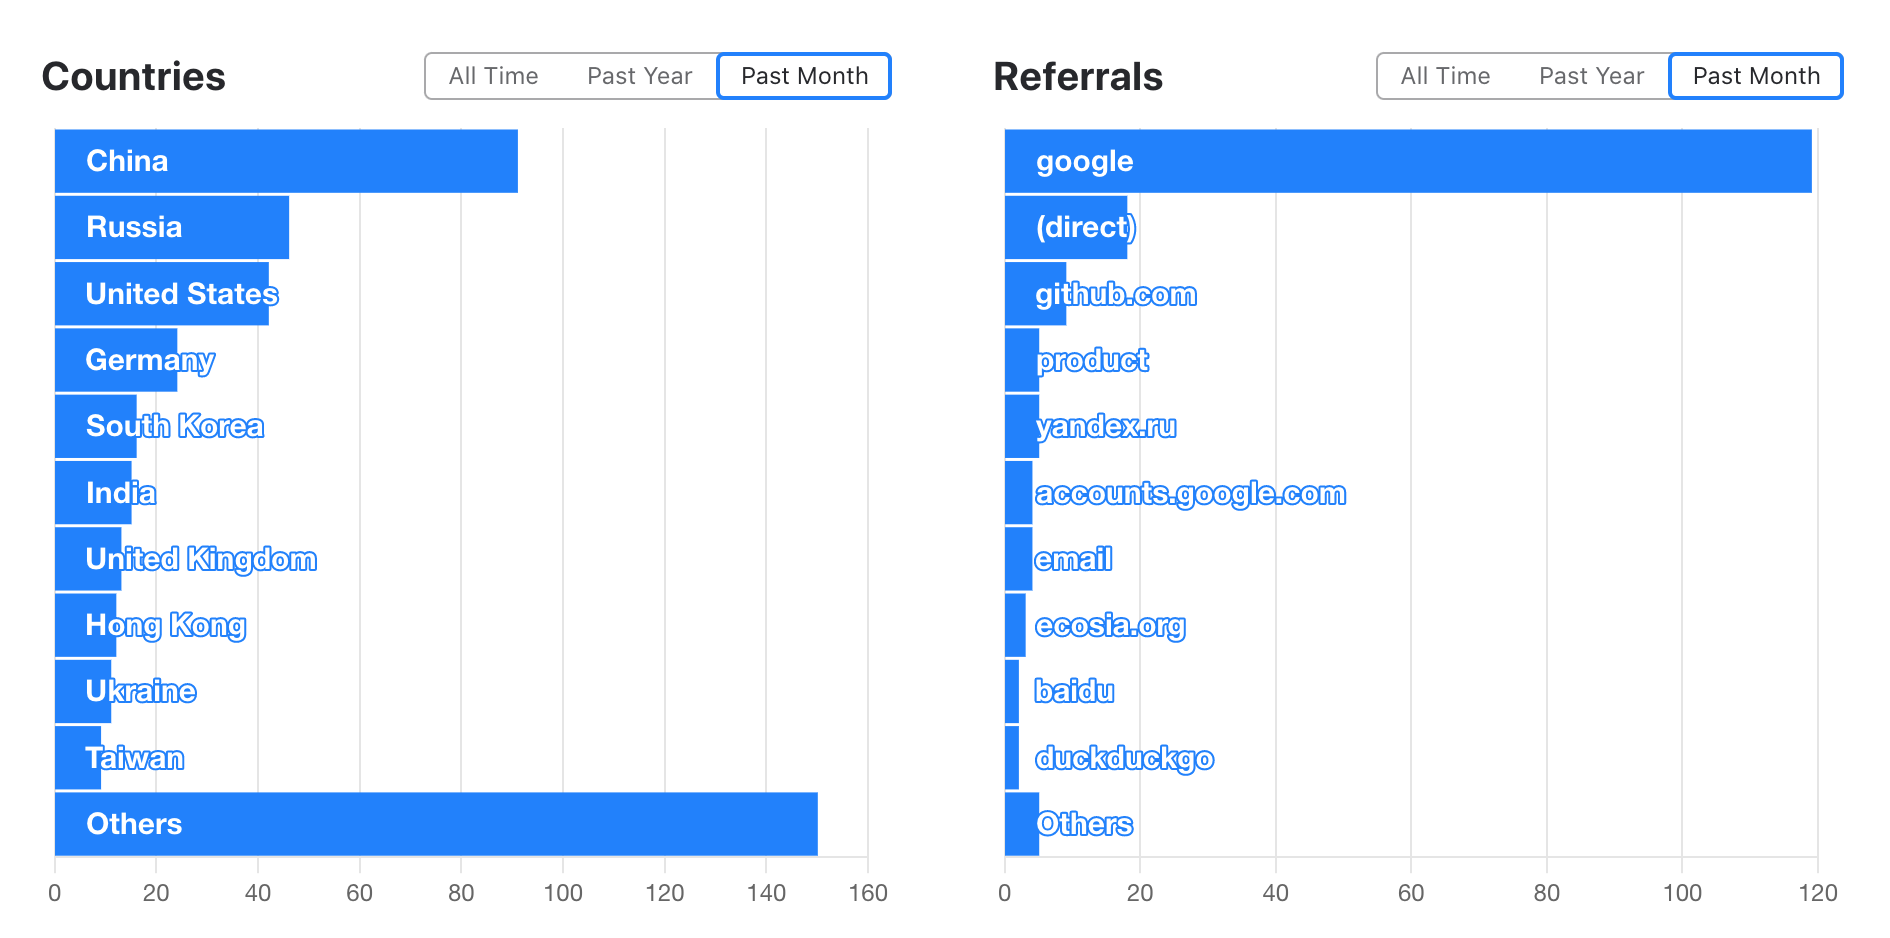 Countries
All Time Past Year Past Month
China
Russia
United States
Germany
South Korea
India
United Kingdom
Hong Kong
Ukraine
Taiwan
Others
0 20 40 60 80 100 120 140 160
Referrals
All Time Past Year Past Month
google
(direct)
github.com
product
yandex.ru
accounts.google.com
email
ecosia.org
baidu
duckduckgo
Others
0 20 40 60 80 100 120